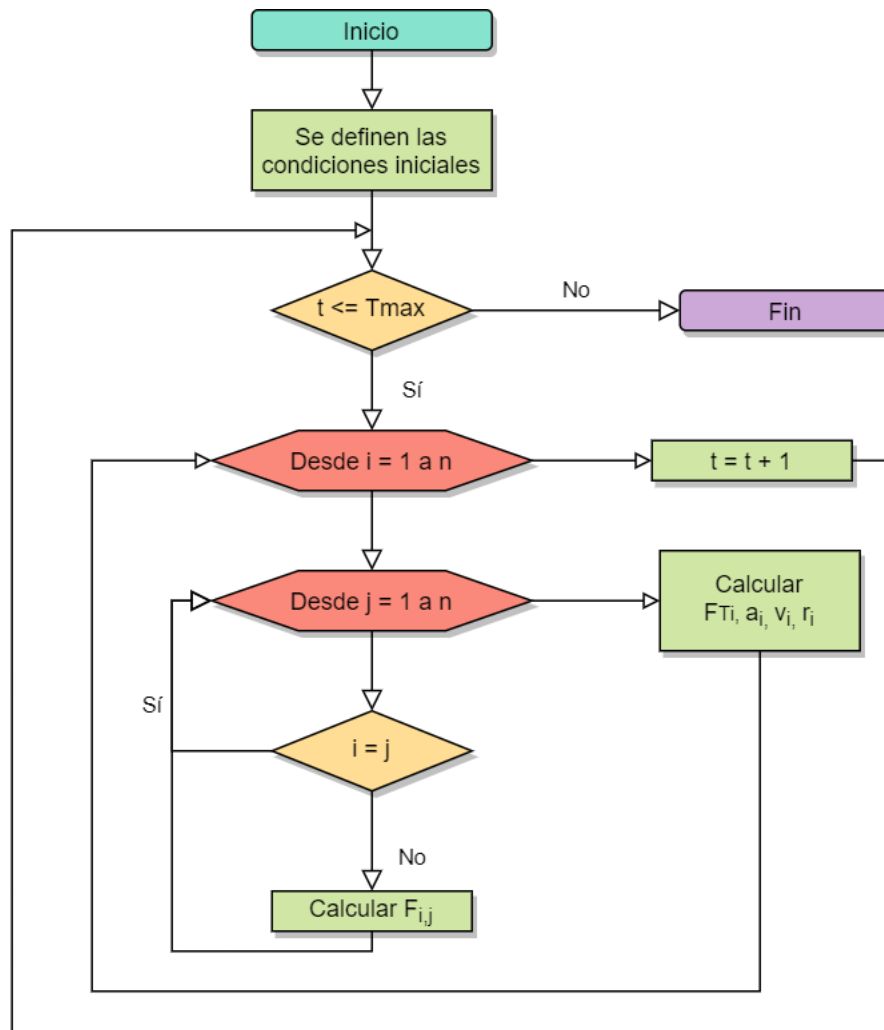 Inicio
Se definen las
condiciones iniciales
t <= Tmax
No
Fin
Sí
Desde i = 1 a n
t = t + 1
Desde j = 1 a n
Calcular
FTi, ai, vi, ri
Sí
i = j
No
Calcular Fi,j